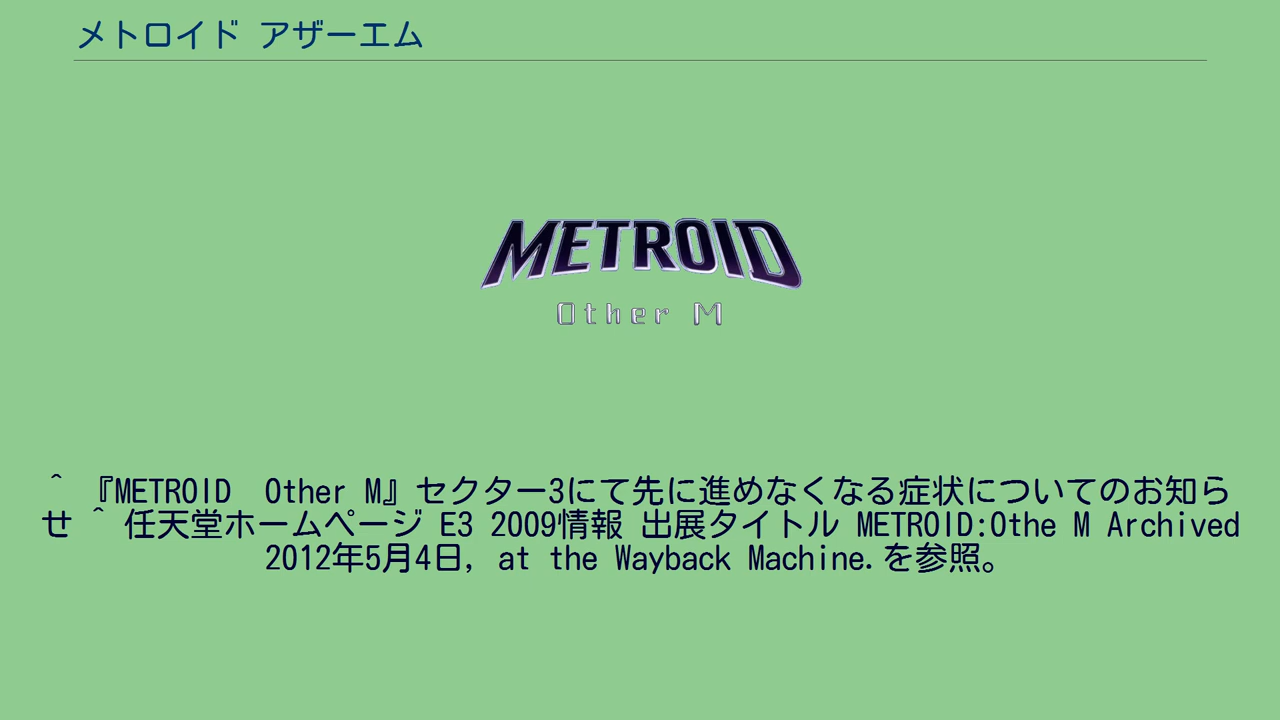 メトロイド アザーエム
METROID
Other M
^ 『METROID　Other M』セクター3にて先に進めなくなる症状についてのお知ら
せ ^ 任天堂ホームページ E3 2009情報 出展タイトル METROID:Othe M Archived
2012年5月4日, at the Wayback Machine.を参照。